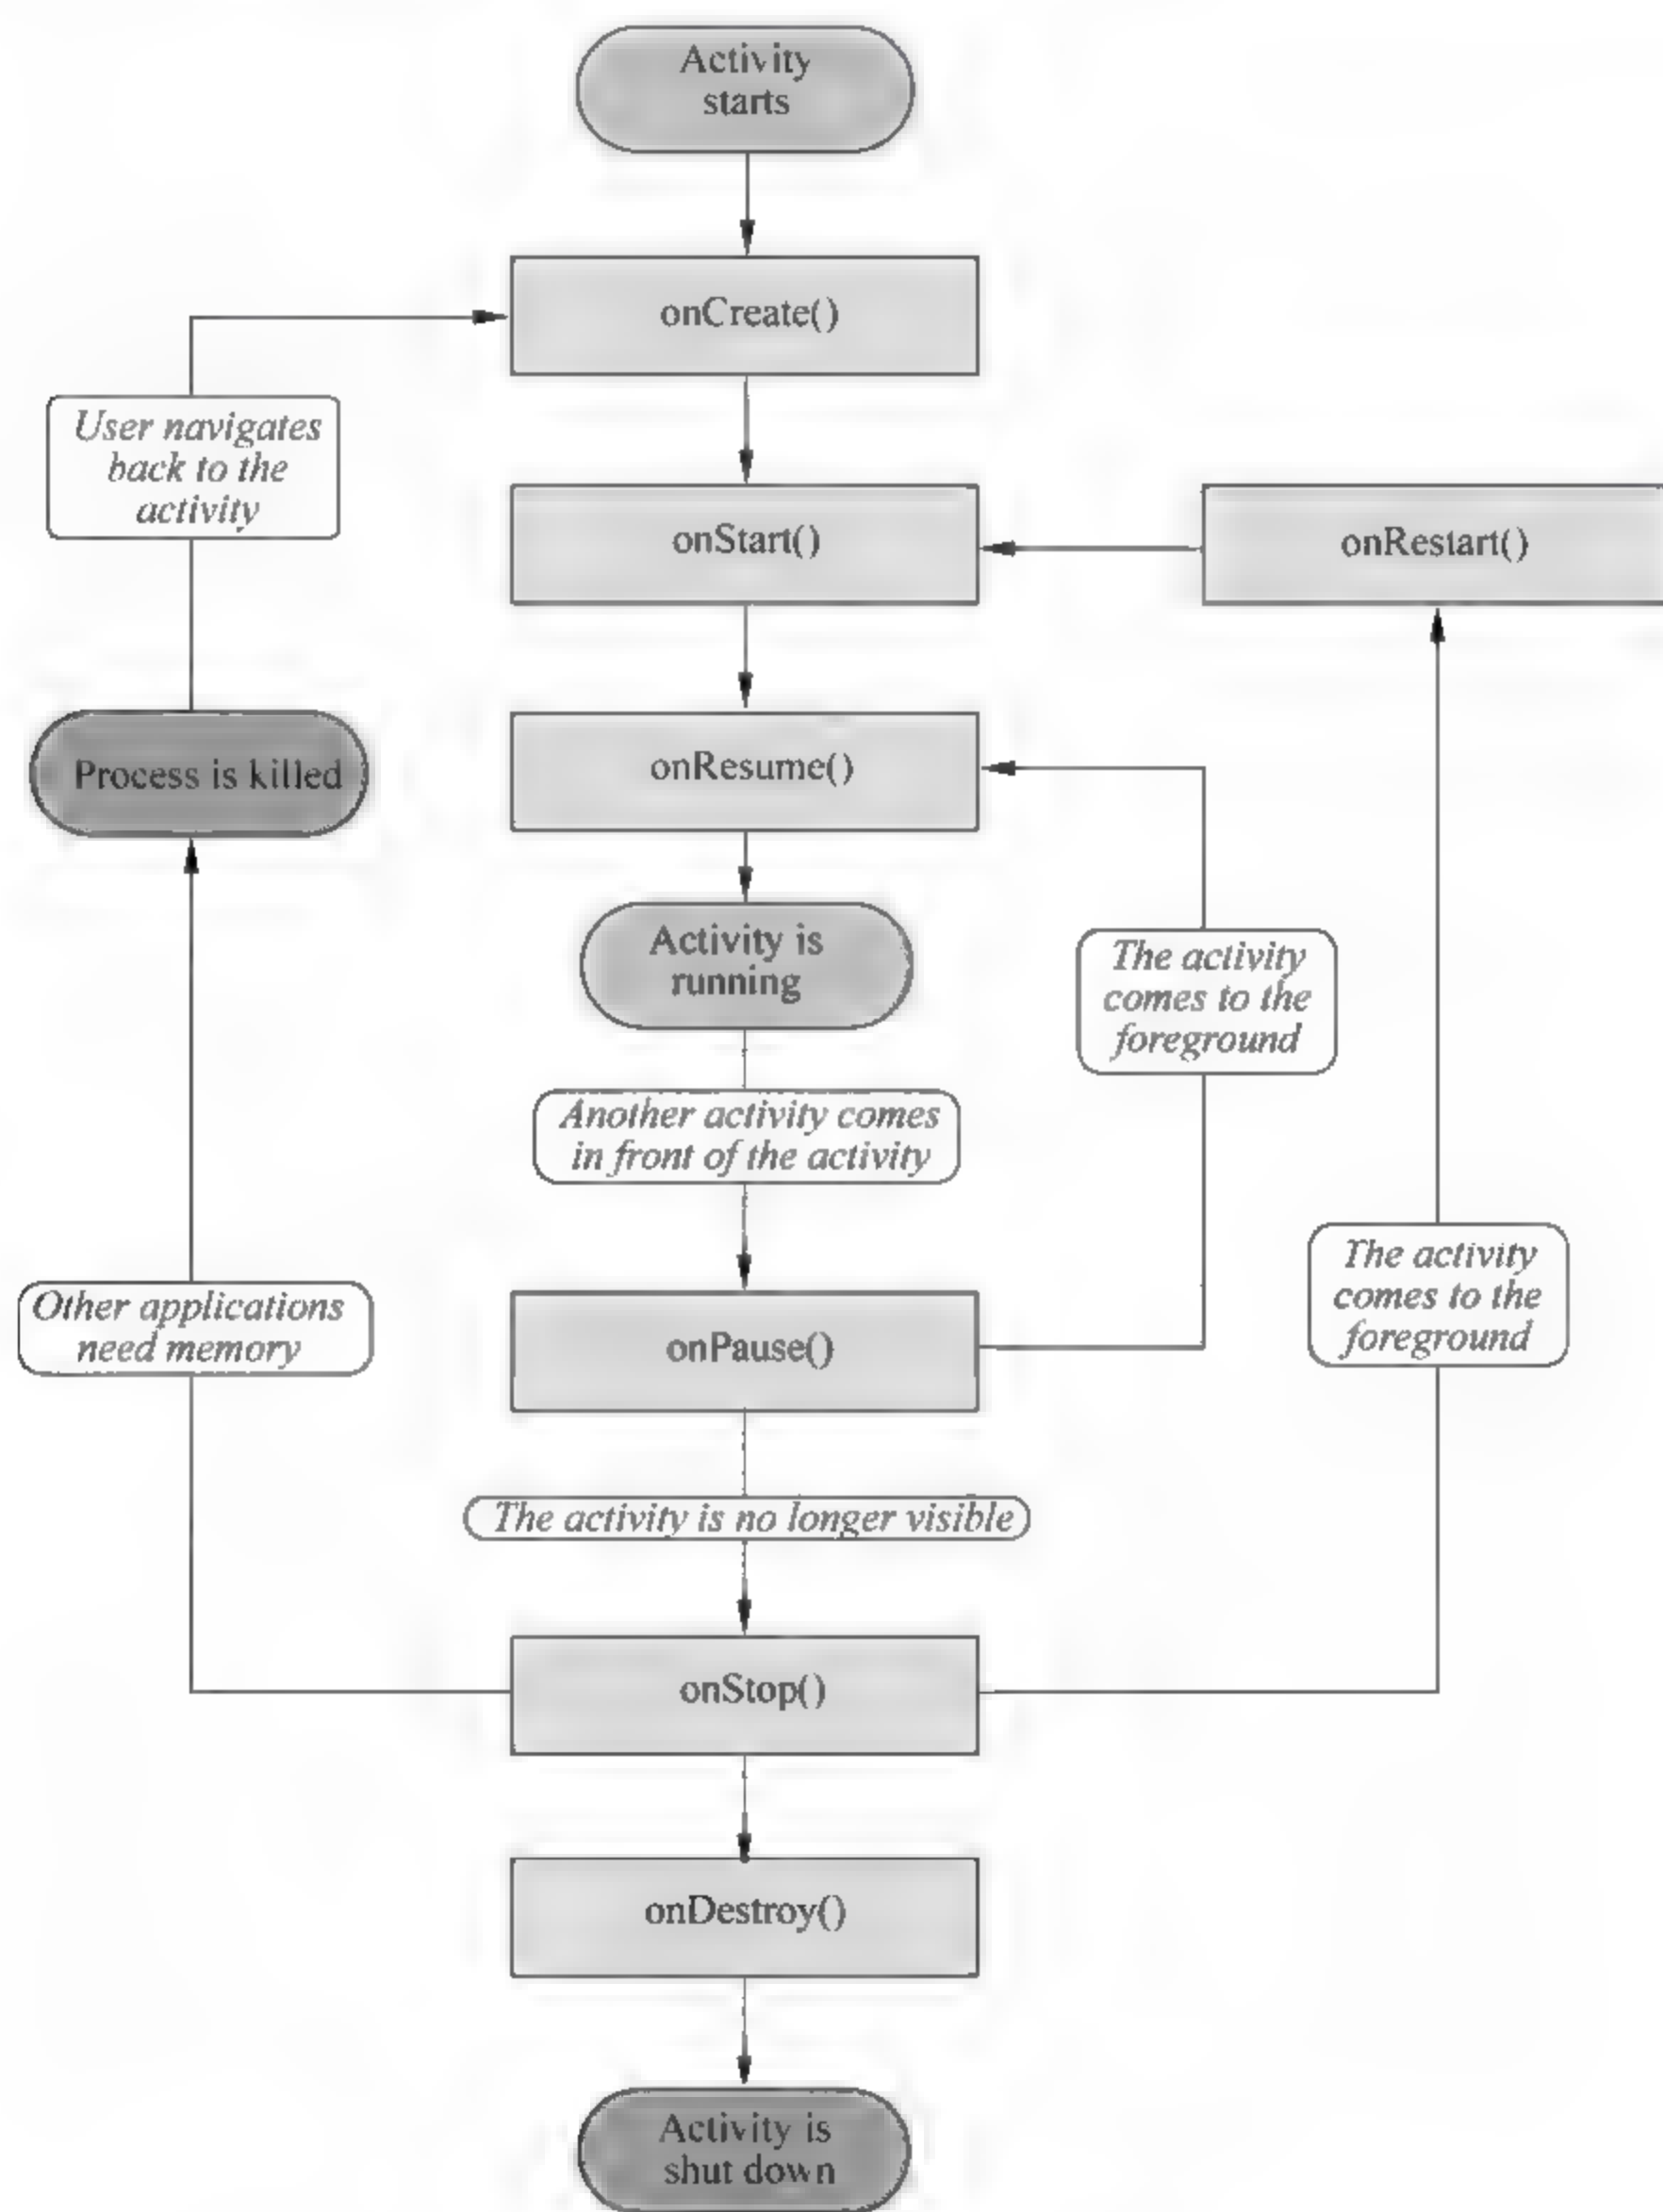 Activity
starts
onCreate()
User navigates
back to the
activity
onStart()
onRestart()
onResume()
Process is killed
Activity is
running
The activity
comes to the
foreground
Another activity comes
in front of the activity
The activity
comes to the
foreground
Other applications
need memory
onPause()
The activity is no longer visible
onStop()
onDestroy()
Activity is
shut down